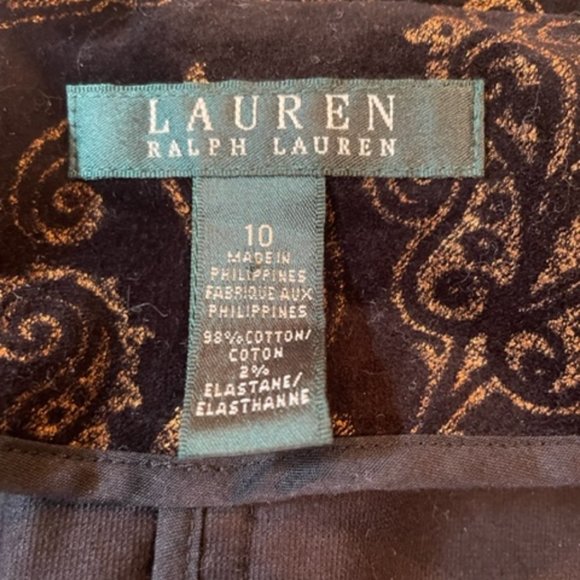 LAUREN
RALPH LAUREN
10
MADE IN
PHILIPPINES
FABRIQUE AUX
PHILIPPINES
98% COTTON/
COTON
2%
ELASTANE/
ELASTHANNE